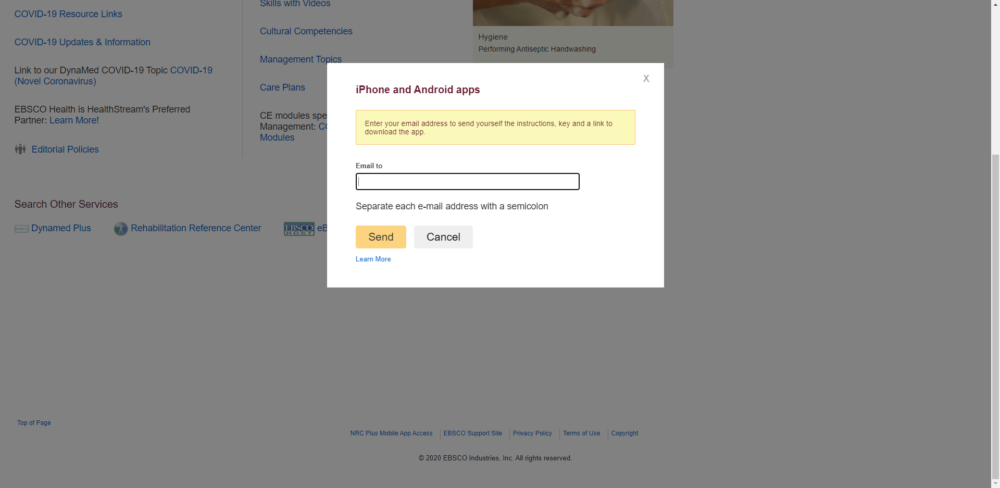 COVID-19 Resource Links
COVID-19 Updates & Information
Link to our DynaMed COVID-19 Topic COVID-19
(Novel Coronavirus)
EBSCO Health is HealthStream's Preferred
Partner: Learn More!
Editorial Policies
Skills with Videos
Cultural Competencies
Management Topics
Care Plans
CE modules spe
Management: CO
Modules
Hygiene
Performing Antiseptic Handwashing
X
iPhone and Android apps
Enter your email address to send yourself the instructions, key and a link to
download the app.
Email to
Separate each e-mail address with a semicolon
Send Cancel
Learn More
Search Other Services
Dynamed Plus Rehabilitation Reference Center EBSCO HOST eB
Top of Page
NRC Plus Mobile App Access EBSCO Support Site Privacy Policy Terms of Use Copyright
© 2020 EBSCO Industries, Inc. All rights reserved.